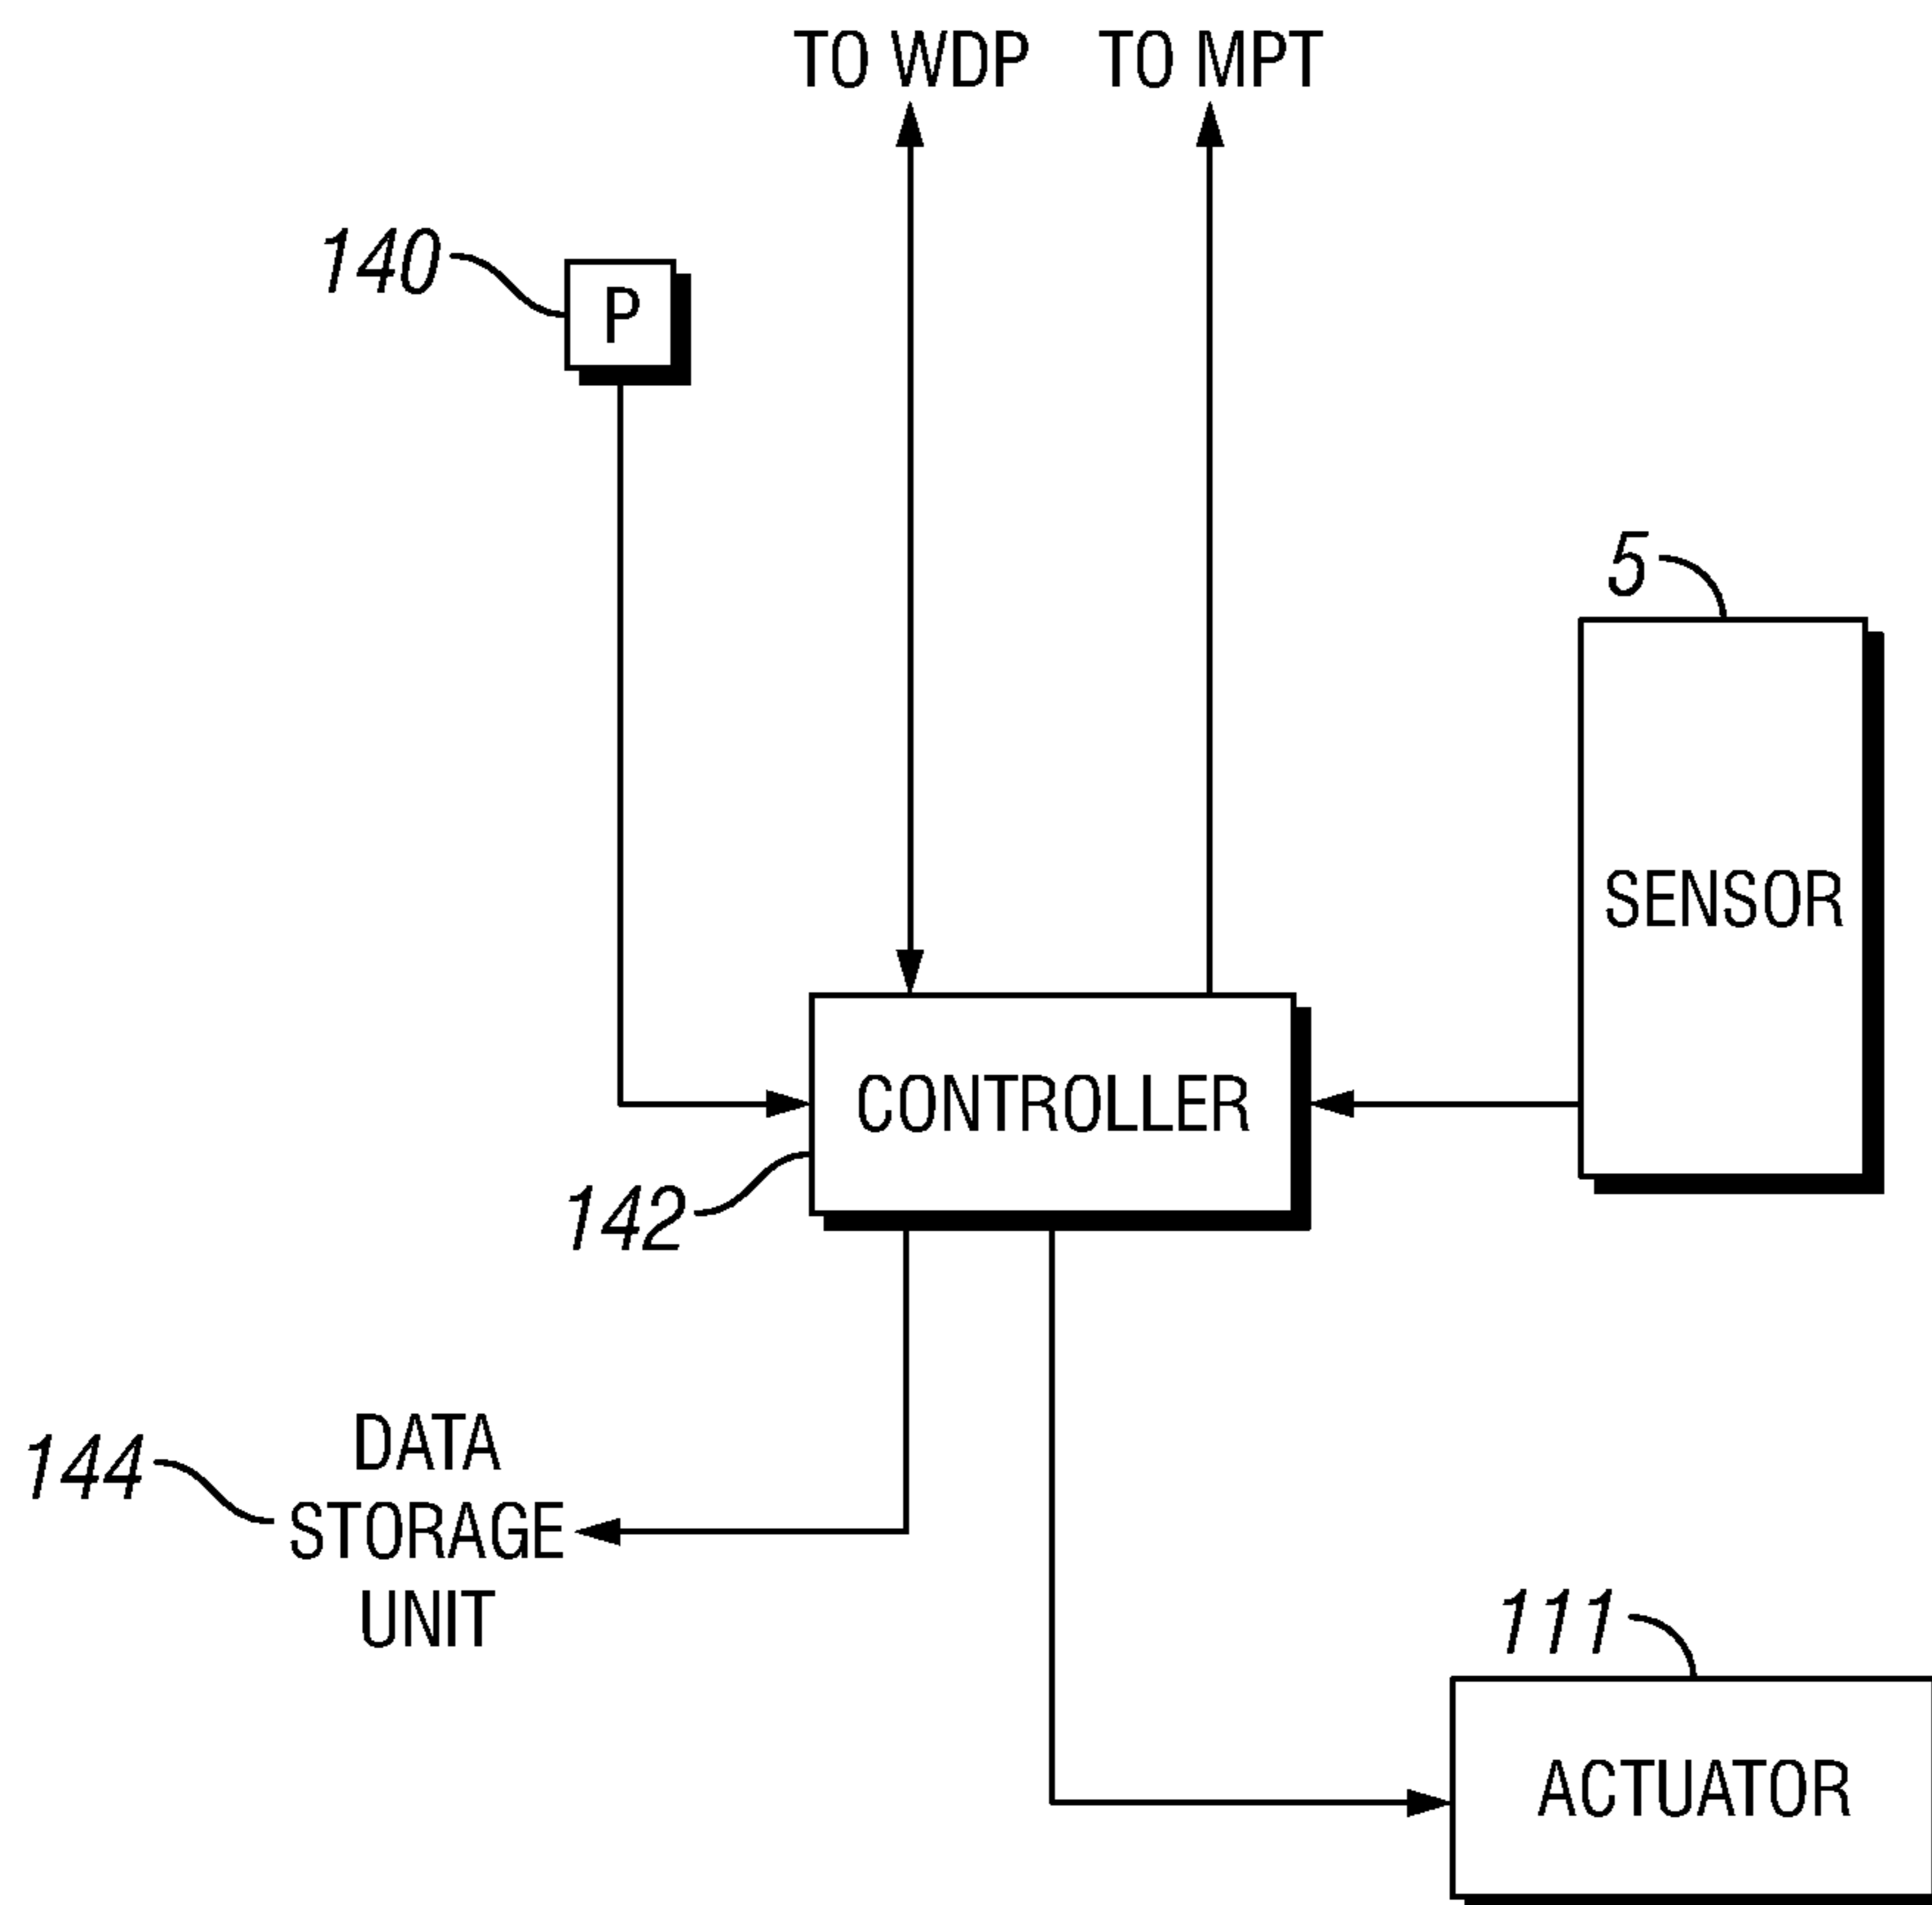 TO WDP TO MPT
140
P
5
SENSOR
CONTROLLER
142
DATA
STORAGE
UNIT
144
111
ACTUATOR